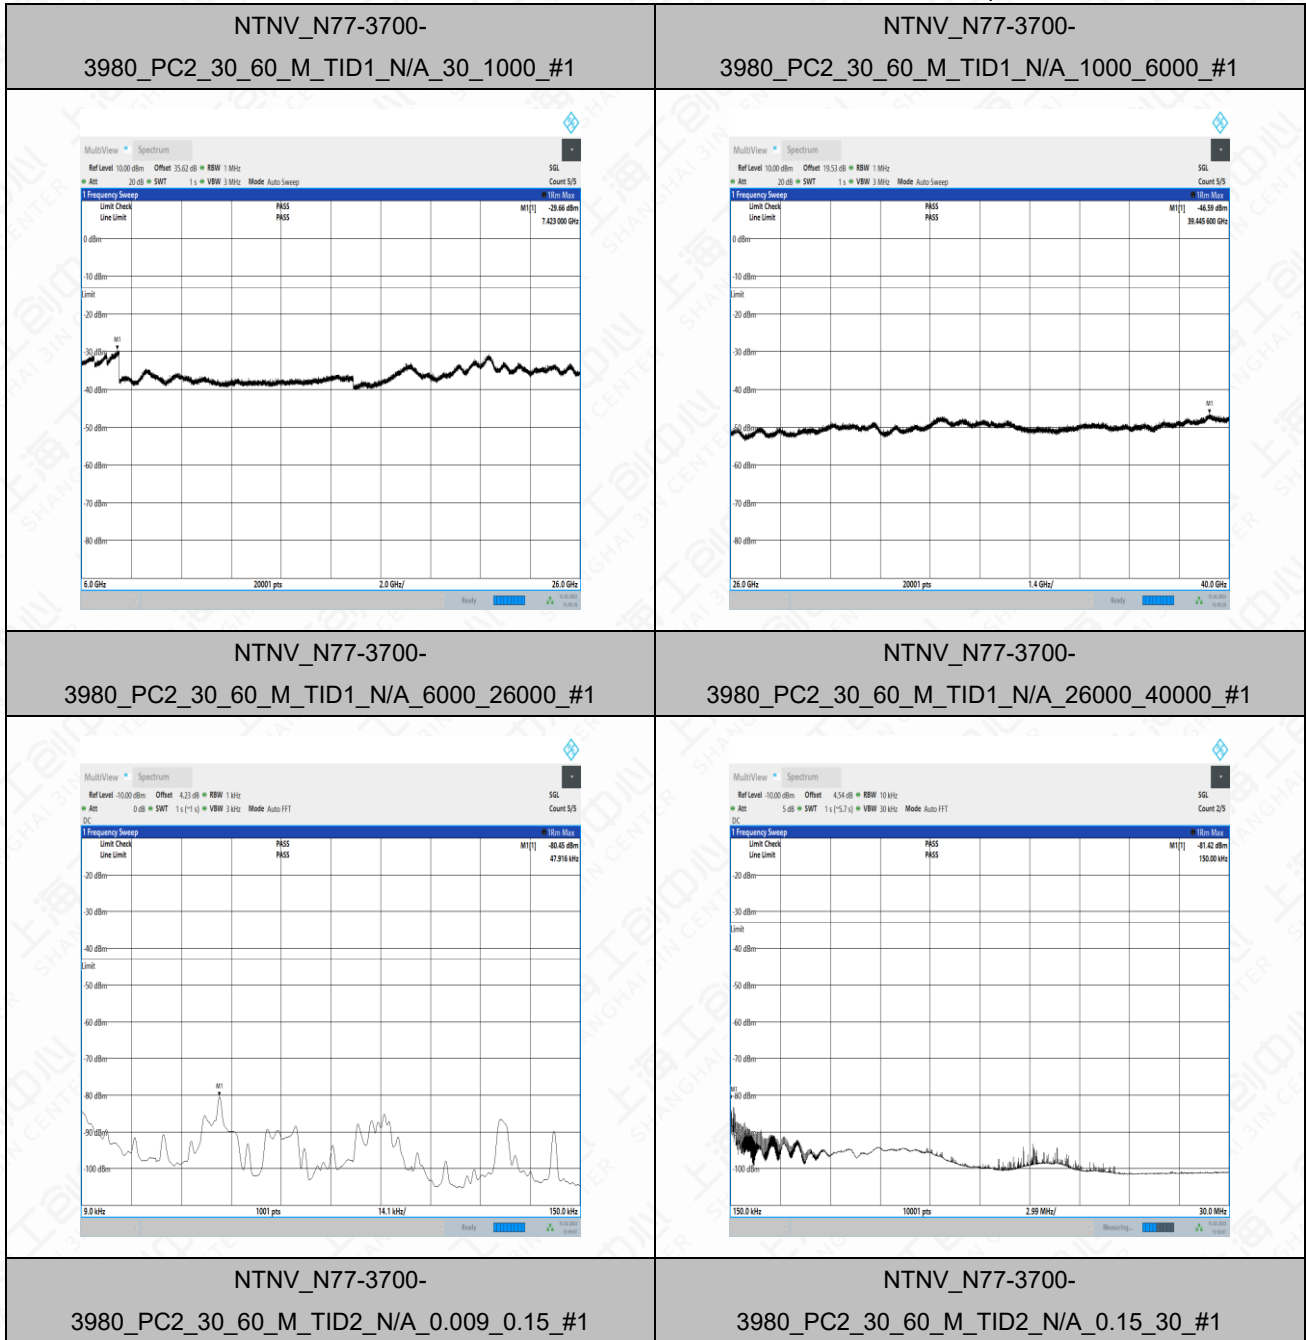 NTNV_N77-3700-
3980_PC2_30_60_M_TID1_N/A_30_1000_#1
NTNV_N77-3700-
3980_PC2_30_60_M_TID1_N/A_1000_6000_#1
MultiView
Spectrum
Ref Level 10.00 dBm Offset 35.62 dB RBW 1 MHz
SGL
Att 20 dB SWT 1 s VBW 3 MHz Mode Auto Sweep
Count 5/5
1 Frequency Sweep
1Rm Max
Limit Check PASS
Line Limit PASS
M1[1] -29.66 dBm
7.423 000 GHz
0 dBm
-10 dBm
Limit
-20 dBm
M1
-30 dBm
-40 dBm
-50 dBm
-60 dBm
-70 dBm
-80 dBm
6.0 GHz 20001 pts 2.0 GHz/ 26.0 GHz
Ready
MultiView
Spectrum
Ref Level 10.00 dBm Offset 19.53 dB RBW 1 MHz
SGL
Att 20 dB SWT 1 s VBW 3 MHz Mode Auto Sweep
Count 5/5
1 Frequency Sweep
1Rm Max
Limit Check PASS
Line Limit PASS
M1[1] -46.59 dBm
39.445 600 GHz
0 dBm
-10 dBm
Limit
-20 dBm
-30 dBm
-40 dBm
M1
-50 dBm
-60 dBm
-70 dBm
-80 dBm
26.0 GHz 20001 pts 1.4 GHz/ 40.0 GHz
Ready
NTNV_N77-3700-
3980_PC2_30_60_M_TID1_N/A_6000_26000_#1
NTNV_N77-3700-
3980_PC2_30_60_M_TID1_N/A_26000_40000_#1
MultiView
Spectrum
Ref Level -10.00 dBm Offset 4.23 dB RBW 1 kHz
SGL
Att 0 dB SWT 1 s (~1 s) VBW 3 kHz Mode Auto FFT
Count 5/5
DC
1 Frequency Sweep
1Rm Max
Limit Check PASS
Line Limit PASS
M1[1] -80.45 dBm
47.916 kHz
-20 dBm
-30 dBm
-40 dBm
Limit
-50 dBm
-60 dBm
-70 dBm
M1
-80 dBm
-90 dBm
-100 dBm
9.0 kHz 1001 pts 14.1 kHz/ 150.0 kHz
Ready
MultiView
Spectrum
Ref Level -10.00 dBm Offset 4.54 dB RBW 10 kHz
SGL
Att 5 dB SWT 1 s (~5.7 s) VBW 30 kHz Mode Auto FFT
Count 2/5
DC
1 Frequency Sweep
1Rm Max
Limit Check PASS
Line Limit PASS
M1[1] -81.42 dBm
150.00 kHz
-20 dBm
-30 dBm
Limit
-40 dBm
-50 dBm
-60 dBm
-70 dBm
M1
-80 dBm
-100 dBm
150.0 kHz 10001 pts 2.99 MHz/ 30.0 MHz
Measuring...
NTNV_N77-3700-
3980_PC2_30_60_M_TID2_N/A_0.009_0.15_#1
NTNV_N77-3700-
3980_PC2_30_60_M_TID2_N/A_0.15_30_#1